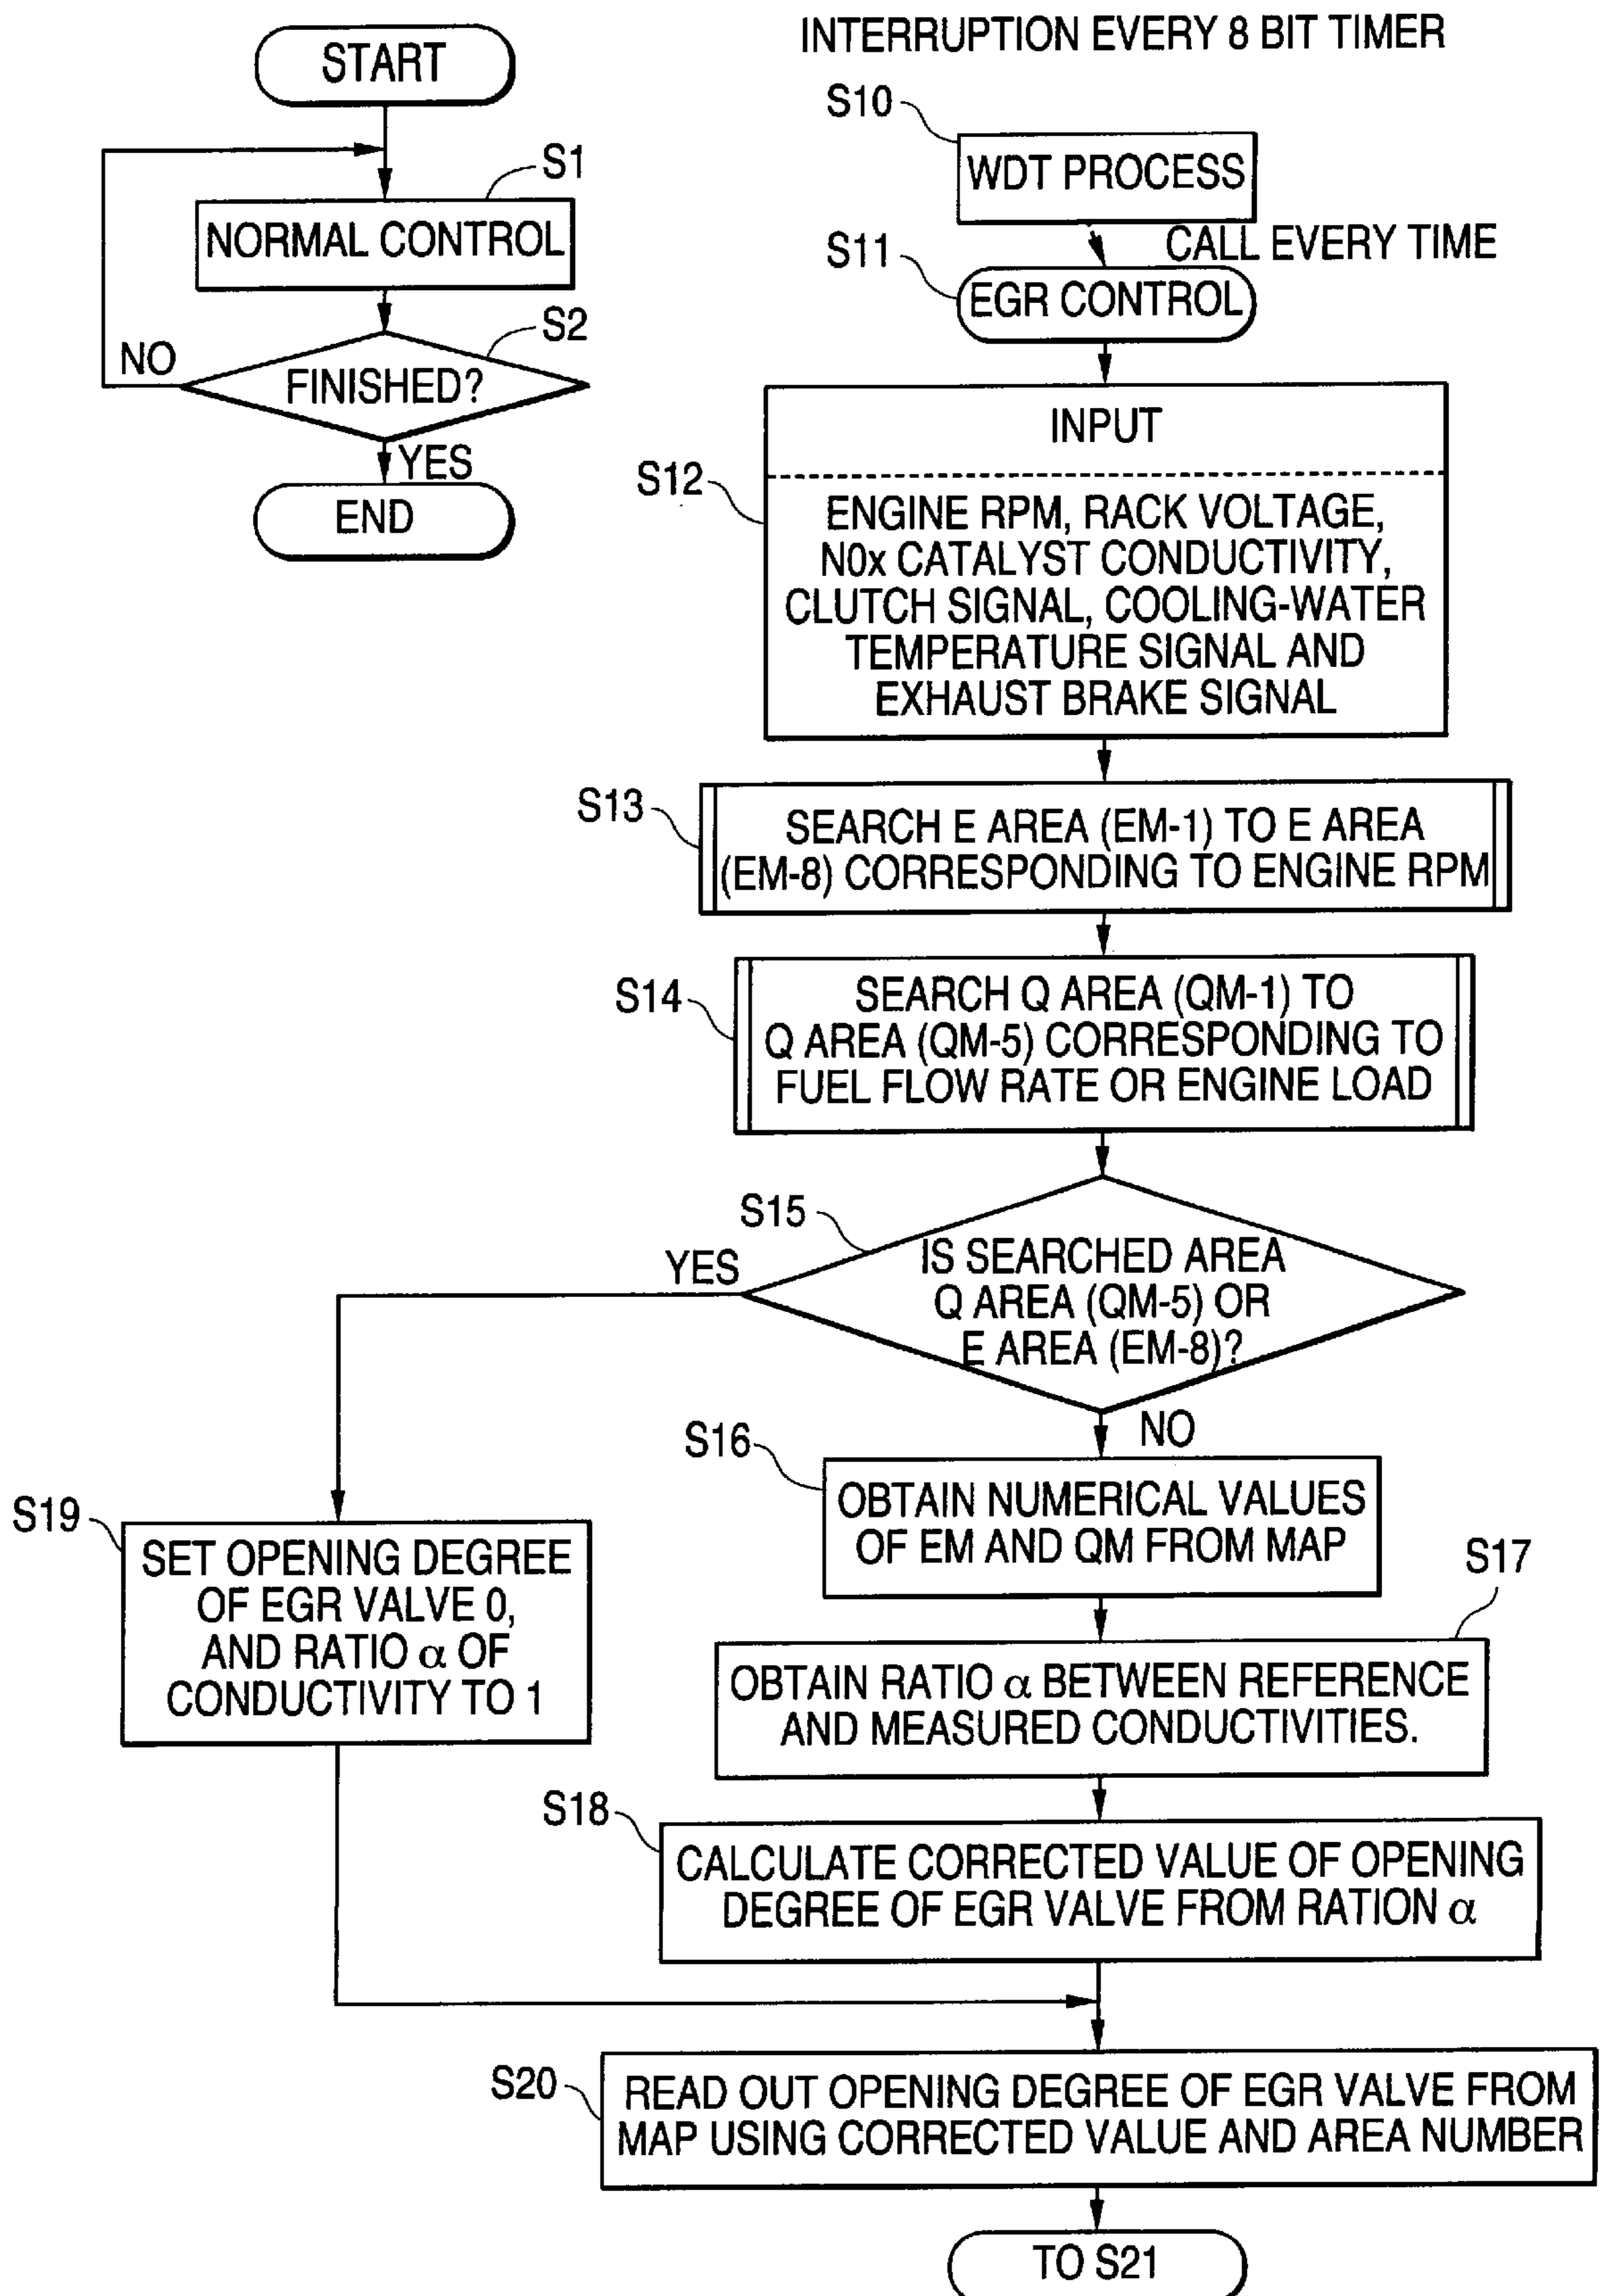 START
S1
NORMAL CONTROL
S2
NO
FINISHED?
YES
END
INTERRUPTION EVERY 8 BIT TIMER
S10
WDT PROCESS
CALL EVERY TIME
S11
EGR CONTROL
INPUT
S12
ENGINE RPM, RACK VOLTAGE,
N0x CATALYST CONDUCTIVITY,
CLUTCH SIGNAL, COOLING-WATER
TEMPERATURE SIGNAL AND
EXHAUST BRAKE SIGNAL
S13
SEARCH E AREA (EM-1) TO E AREA
(EM-8) CORRESPONDING TO ENGINE RPM
S14
SEARCH Q AREA (QM-1) TO
Q AREA (QM-5) CORRESPONDING TO
FUEL FLOW RATE OR ENGINE LOAD
S15
YES
IS SEARCHED AREA
Q AREA (QM-5) OR
E AREA (EM-8)?
NO
S16
OBTAIN NUMERICAL VALUES
OF EM AND QM FROM MAP
S19
SET OPENING DEGREE
OF EGR VALVE 0,
AND RATIO α OF
CONDUCTIVITY TO 1
S17
OBTAIN RATIO α BETWEEN REFERENCE
AND MEASURED CONDUCTIVITIES.
S18
CALCULATE CORRECTED VALUE OF OPENING
DEGREE OF EGR VALVE FROM RATION α
S20
READ OUT OPENING DEGREE OF EGR VALVE FROM
MAP USING CORRECTED VALUE AND AREA NUMBER
TO S21